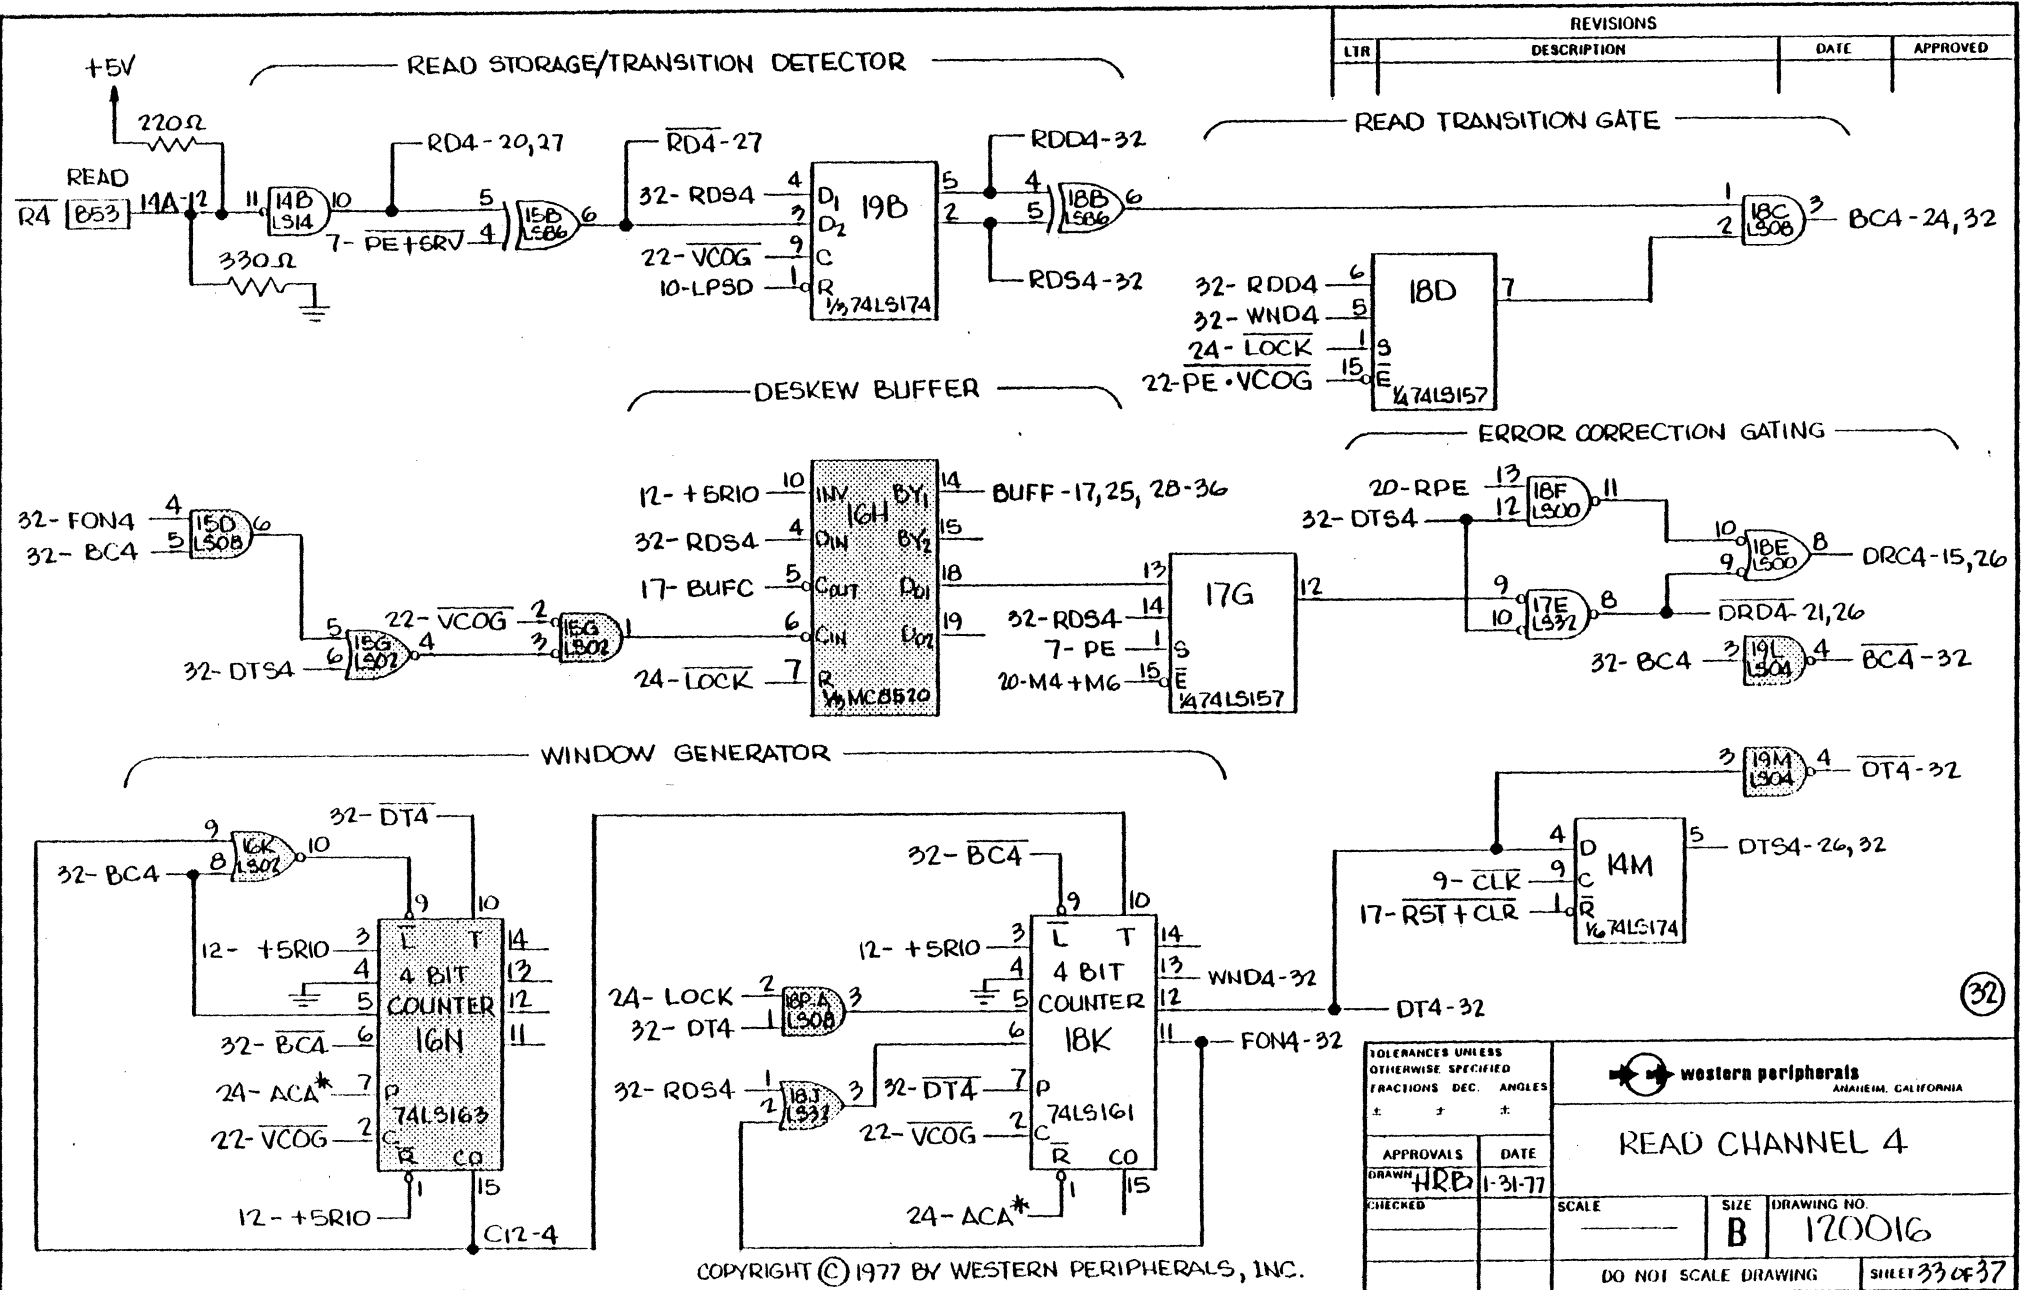 REVISIONS
LTR DESCRIPTION DATE APPROVED
READ STORAGE/TRANSITION DETECTOR
+5V
220Ω
READ
R4 B53 14A-12
330Ω
11 14B LS14 10
RD4-20,27
5
7-PE+GRV 4
15B LS86 6
RD4-27
32-RDS4 4 D1
3 D2
22-VCOG 9 C
10-LPSD 1 R
19B
1/3 74LS174
5
2
RDD4-32
RDS4-32
4
5
18B LS86 6
READ TRANSITION GATE
1
2
18C LS08 3
BC4-24,32
32-RDD4 6
32-WND4 5
24-LOCK 1 S
22-PE•VCOG 15 E
18D
7
1/4 74LS157
DESKEW BUFFER
32-FON4 4
32-BC4 5
15D LS08 6
5
32-DTS4 6
15G LS02 4
22-VCOG 2
3
15G LS02 1
12-+5R10 10 INV
32-RDS4 4 DIN
17-BUFC 5 COUT
6 CIN
24-LOCK 7 R
16H
1/3 MC8520
BY1 14 BUFF-17,25,28-36
BY2 15
DO1 18
DO2 19
13
32-RDS4 14
7-PE 1 S
20-M4+M6 15 E
17G
12
1/4 74LS157
ERROR CORRECTION GATING
20-RPE 13
32-DTS4 12
18F LS00 11
9
10
17E LS32 8
10
9
18E LS00 8
DRC4-15,26
DRD4-21,26
32-BC4 3 19L LS04 4 BC4-32
WINDOW GENERATOR
9
32-BC4 8
16K LS02 10
32-DT4
9 10
L T
12-+5R10 3
4
5
32-BC4 6
24-ACA* 7 P
22-VCOG 2 C
R CO
4 BIT
COUNTER
16N
74LS163
14
13
12
11
1 15
12-+5R10
C12-4
32-BC4
9 10
L T
12-+5R10 3
4
24-LOCK 2
32-DT4 1
18P.A LS08 3
5
6
32-RDS4 1
2
18J LS32 3
32-DT4 7 P
22-VCOG 2 C
R CO
4 BIT
COUNTER
18K
74LS161
14
13 WND4-32
12 DT4-32
11 FON4-32
1 15
24-ACA*
3 19M LS04 4 DT4-32
4 D
9-CLK 9 C
17-RST+CLR 1 R
14M
1/6 74LS174
5 DTS4-26,32
32
TOLERANCES UNLESS
OTHERWISE SPECIFIED
FRACTIONS DEC. ANGLES
± ± ±
APPROVALS DATE
DRAWN HRB 1-31-77
CHECKED
western peripherals
ANAHEIM, CALIFORNIA
READ CHANNEL 4
SCALE
SIZE B
DRAWING NO. 120016
DO NOT SCALE DRAWING
SHEET 33 OF 37
COPYRIGHT © 1977 BY WESTERN PERIPHERALS, INC.